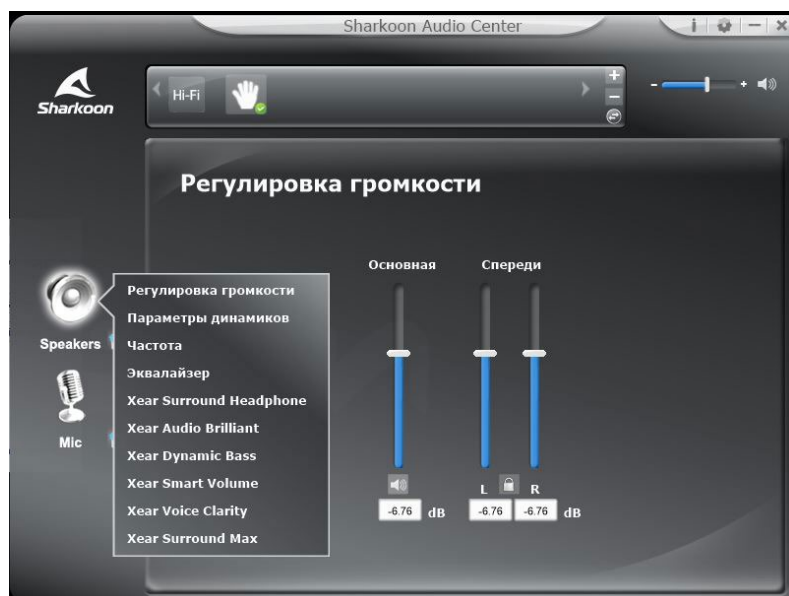 Sharkoon Audio Center
Sharkoon
Hi-Fi
Регулировка громкости
Основная
Спереди
Регулировка громкости
Параметры динамиков
Частота
Эквалайзер
Xear Surround Headphone
Xear Audio Brilliant
Xear Dynamic Bass
Xear Smart Volume
Xear Voice Clarity
Xear Surround Max
Speakers
Mic
L R
-6.76 dB -6.76 -6.76 dB